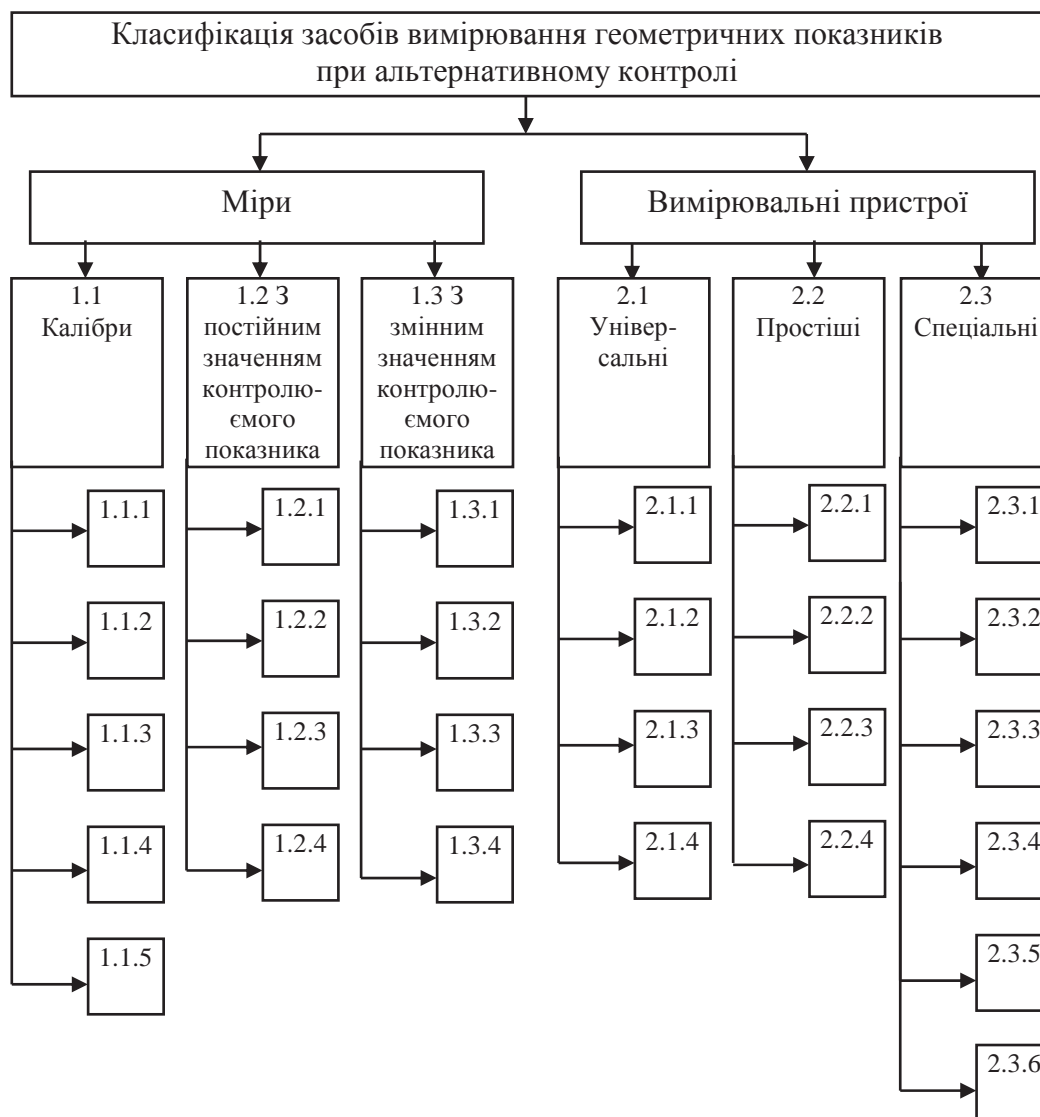 Класифікація засобів вимірювання геометричних показників
при альтернативному контролі
Міри
Вимірювальні пристрої
1.1
Калібри
1.2 З
постійним
значенням
контролю-
ємого
показника
1.3 З
змінним
значенням
контролю-
ємого
показника
2.1
Універ-
сальні
2.2
Простіші
2.3
Спеціальні
1.1.1
1.2.1
1.3.1
2.1.1
2.2.1
2.3.1
1.1.2
1.2.2
1.3.2
2.1.2
2.2.2
2.3.2
1.1.3
1.2.3
1.3.3
2.1.3
2.2.3
2.3.3
1.1.4
1.2.4
1.3.4
2.1.4
2.2.4
2.3.4
1.1.5
2.3.5
2.3.6